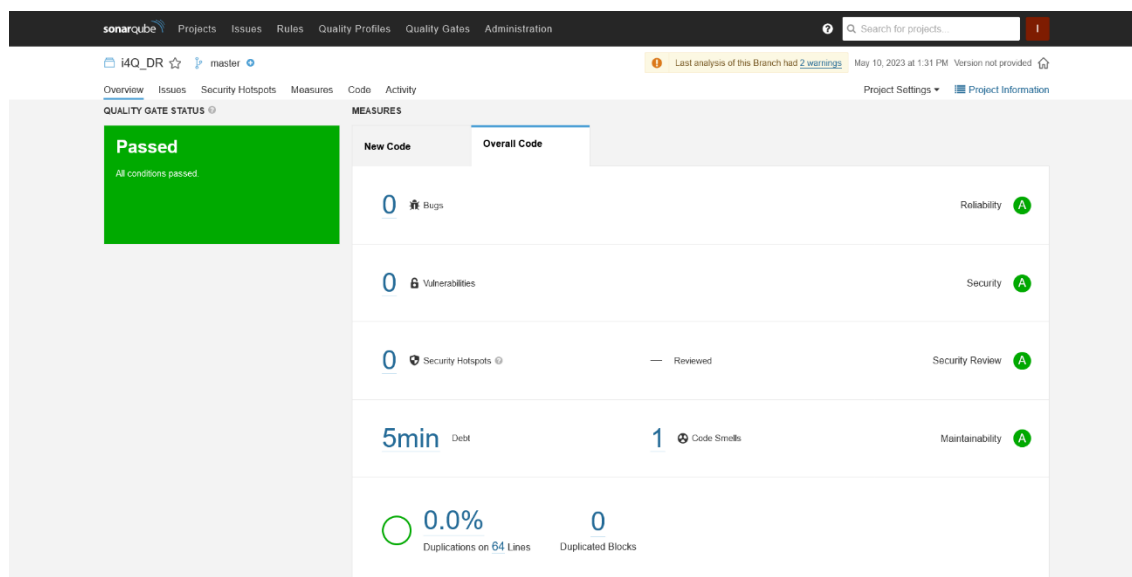 sonarqube Projects Issues Rules Quality Profiles Quality Gates Administration ? Search for projects... I
i4Q_DR master Last analysis of this Branch had 2 warnings May 10, 2023 at 1:31 PM Version not provided
Overview Issues Security Hotspots Measures Code Activity Project Settings Project Information
QUALITY GATE STATUS ?
MEASURES
Passed
All conditions passed.
New Code Overall Code
0 Bugs Reliability A
0 Vulnerabilities Security A
0 Security Hotspots ? — Reviewed Security Review A
5min Debt 1 Code Smells Maintainability A
0.0% 0
Duplications on 64 Lines Duplicated Blocks